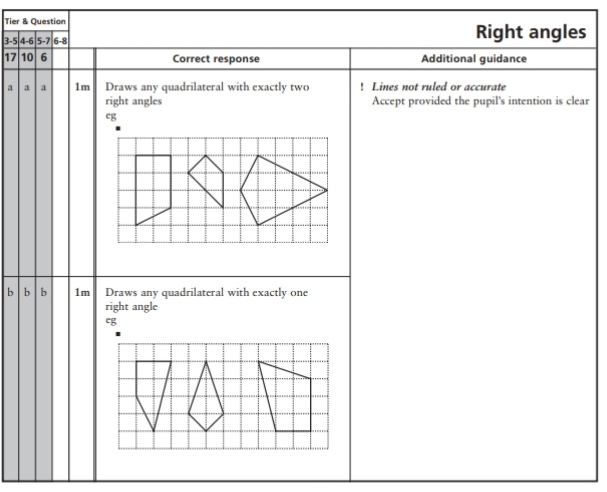 Tier & Question
Right angles
3-5 4-6 5-7 6-8
17 10 6
Correct response
Additional guidance
a a a
1m
Draws any quadrilateral with exactly two
right angles
eg
! Lines not ruled or accurate
Accept provided the pupil's intention is clear
b b b
1m
Draws any quadrilateral with exactly one
right angle
eg